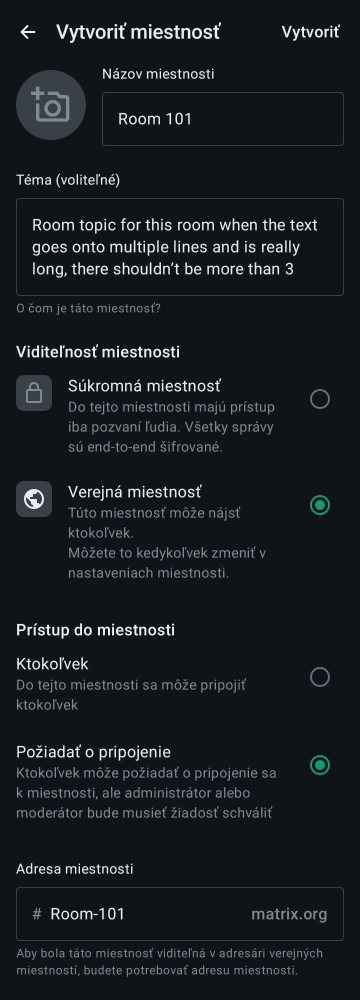 Vytvoriť miestnosť
Vytvoriť
Názov miestnosti
Room 101
Téma (voliteľné)
Room topic for this room when the text
goes onto multiple lines and is really
long, there shouldn’t be more than 3
O čom je táto miestnosť?
Viditeľnosť miestnosti
Súkromná miestnosť
Do tejto miestnosti majú prístup
iba pozvaní ľudia. Všetky správy
sú end-to-end šifrované.
Verejná miestnosť
Túto miestnosť môže nájsť
ktokoľvek.
Môžete to kedykoľvek zmeniť v
nastaveniach miestnosti.
Prístup do miestnosti
Ktokoľvek
Do tejto miestnosti sa môže pripojiť
ktokoľvek
Požiadať o pripojenie
Ktokoľvek môže požiadať o pripojenie sa
k miestnosti, ale administrátor alebo
moderátor bude musieť žiadosť schváliť
Adresa miestnosti
# Room-101 matrix.org
Aby bola táto miestnosť viditeľná v adresári verejných
miestností, budete potrebovať adresu miestnosti.